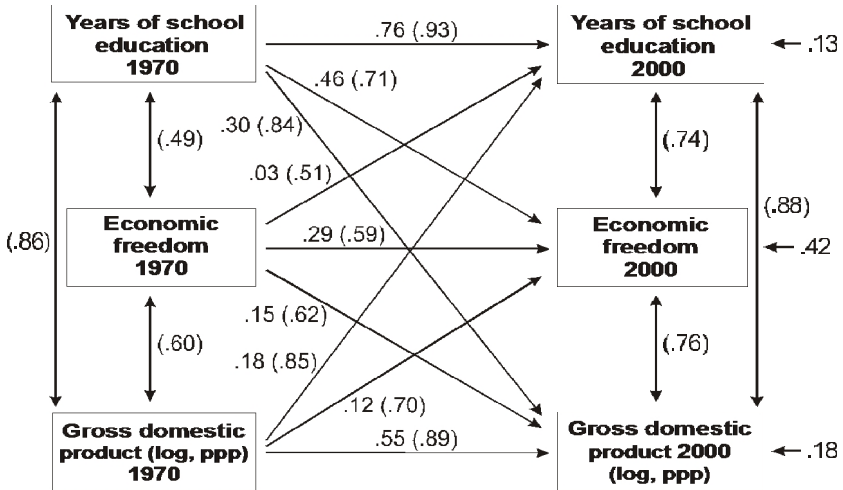 Years of school
education
1970
.76 (.93)
Years of school
education
2000
.13
.46 (.71)
.30 (.84)
(.49)
(.74)
.03 (.51)
(.86)
Economic
freedom
1970
.29 (.59)
Economic
freedom
2000
(.88)
.42
.15 (.62)
(.60)
(.76)
.18 (.85)
.12 (.70)
Gross domestic
product (log, ppp)
1970
.55 (.89)
Gross domestic
product 2000
(log, ppp)
.18